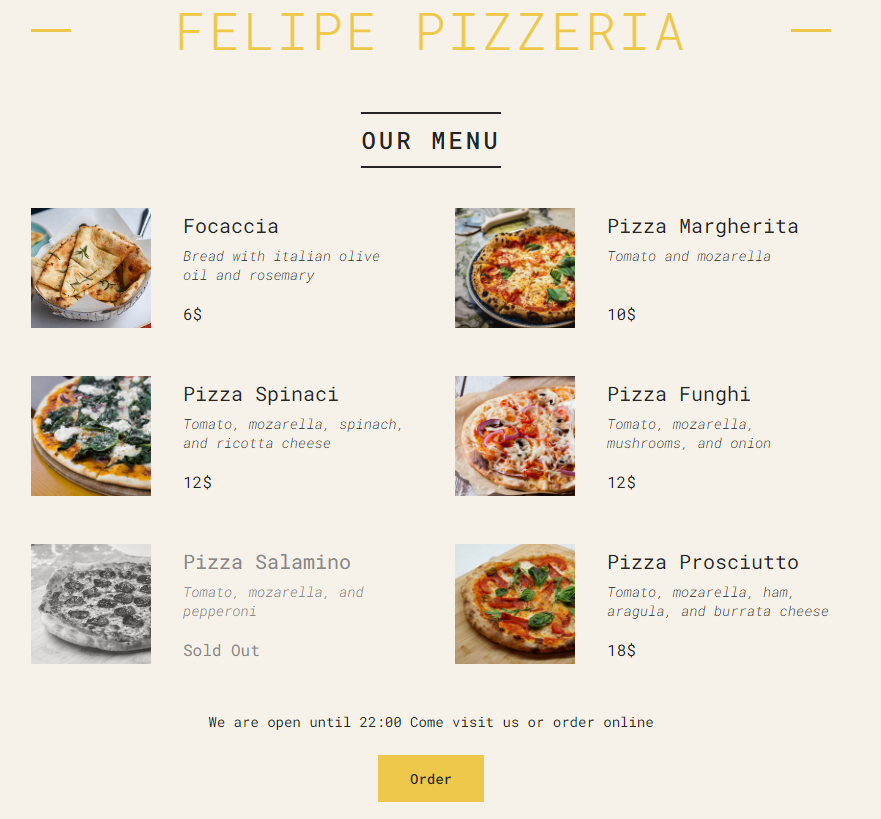 FELIPE PIZZERIA
OUR MENU
Focaccia
Bread with italian olive
oil and rosemary
6$
Pizza Margherita
Tomato and mozarella
10$
Pizza Spinaci
Tomato, mozarella, spinach,
and ricotta cheese
12$
Pizza Funghi
Tomato, mozarella,
mushrooms, and onion
12$
Pizza Salamino
Tomato, mozarella, and
pepperoni
Sold Out
Pizza Prosciutto
Tomato, mozarella, ham,
aragula, and burrata cheese
18$
We are open until 22:00 Come visit us or order online
Order